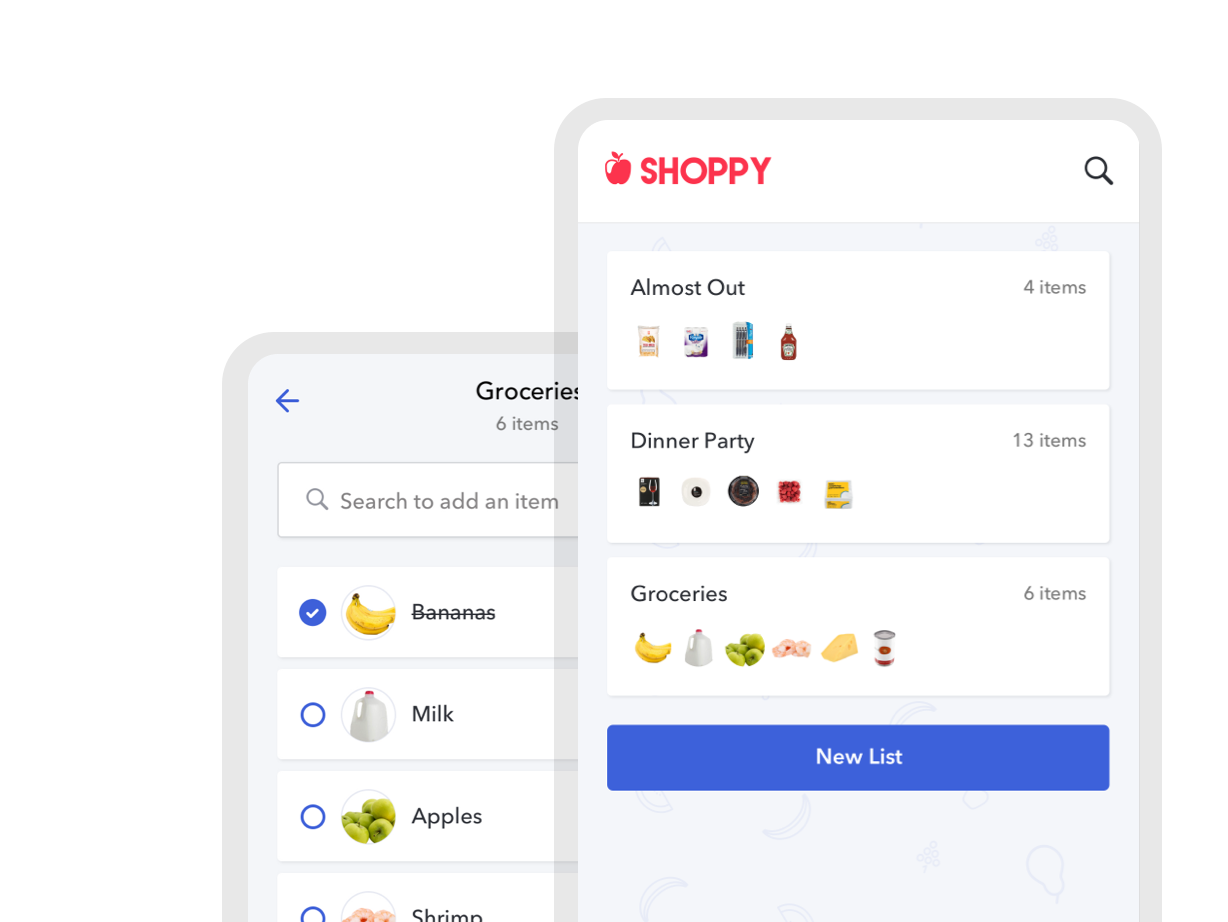 SHOPPY
Almost Out
4 items
Dinner Party
13 items
Groceries
6 items
New List
Groceries
6 items
Search to add an item
Bananas
Milk
Apples
Shrimp